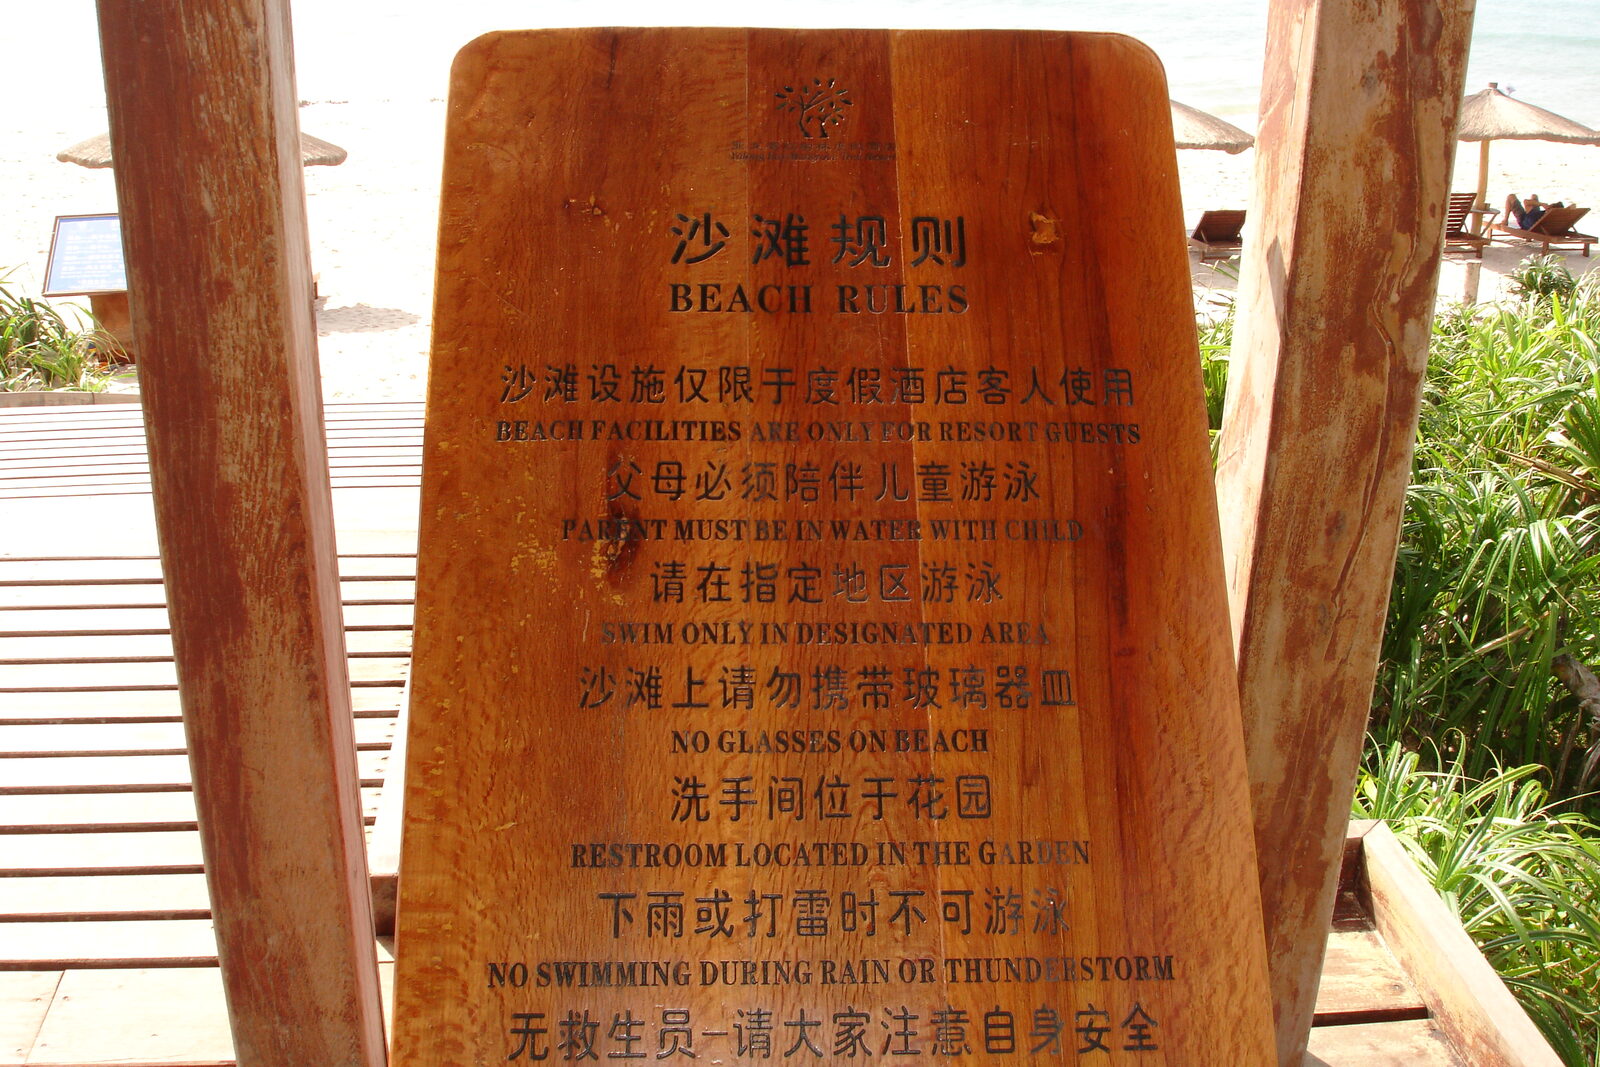 沙滩规则
BEACH RULES
沙滩设施仅限于度假酒店客人使用
BEACH FACILITIES ARE ONLY FOR RESORT GUESTS
父母必须陪伴儿童游泳
PARENT MUST BE IN WATER WITH CHILD
请在指定地区游泳
SWIM ONLY IN DESIGNATED AREA
沙滩上请勿携带玻璃器皿
NO GLASSES ON BEACH
洗手间位于花园
RESTROOM LOCATED IN THE GARDEN
下雨或打雷时不可游泳
NO SWIMMING DURING RAIN OR THUNDERSTORM
无救生员-请大家注意自身安全